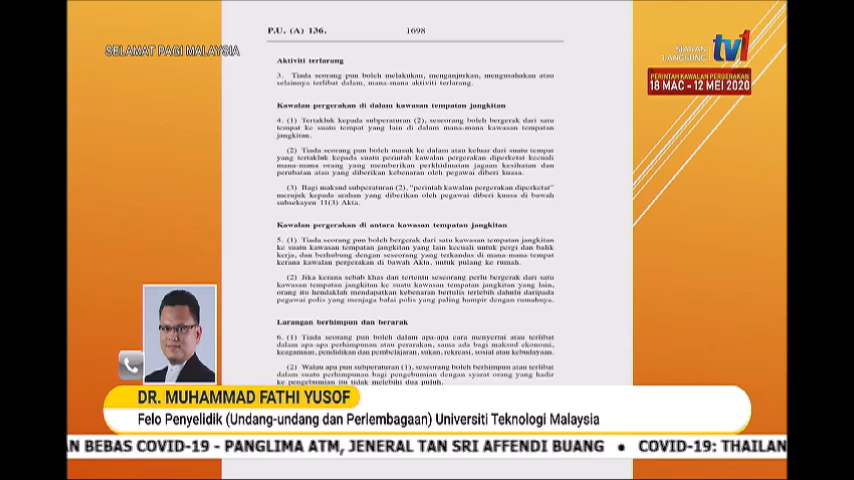 P.U. (A) 136. 1698
SELAMAT PAGI MALAYSIA
SIARAN
LANGSUNG
tv1
PERINTAH KAWALAN PERGERAKAN
18 MAC - 12 MEI 2020
Aktiviti terlarang
3. Tiada seorang pun boleh melakukan, menganjurkan, mengusahakan atau
selainnya terlibat dalam, mana-mana aktiviti terlarang.
Kawalan pergerakan di dalam kawasan tempatan jangkitan
4. (1) Tertakluk kepada subperaturan (2), seseorang boleh bergerak dari satu
tempat ke suatu tempat yang lain di dalam mana-mana kawasan tempatan
jangkitan.
(2) Tiada seorang pun boleh masuk ke dalam atau keluar dari suatu tempat
yang tertakluk kepada suatu perintah kawalan pergerakan diperketat kecuali
mana-mana orang yang memberikan perkhidmatan jagaan kesihatan dan
perubatan atau yang diberikan kebenaran oleh pegawai diberi kuasa.
(3) Bagi maksud subperaturan (2), "perintah kawalan pergerakan diperketat"
merujuk kepada arahan yang diberikan oleh pegawai diberi kuasa di bawah
subseksyen 11(3) Akta.
Kawalan pergerakan di antara kawasan tempatan jangkitan
5. (1) Tiada seorang pun boleh bergerak dari satu kawasan tempatan jangkitan
ke suatu kawasan tempatan jangkitan yang lain kecuali untuk pergi dan balik
kerja, dan berhubung dengan seseorang yang terkandas di mana-mana tempat
kerana kawalan pergerakan di bawah Akta, untuk pulang ke rumah.
(2) Jika kerana sebab khas dan tertentu seseorang perlu bergerak dari satu
kawasan tempatan jangkitan ke suatu kawasan tempatan jangkitan yang lain,
orang itu hendaklah mendapatkan kebenaran bertulis terlebih dahulu daripada
pegawai polis yang menjaga balai polis yang paling hampir dengan rumahnya.
Larangan berhimpun dan berarak
6. (1) Tiada seorang pun boleh dalam apa-apa cara menyertai atau terlibat
dalam apa-apa perhimpunan atau perarakan, sama ada bagi maksud ekonomi,
keagamaan, pendidikan dan pembelajaran, sukan, rekreasi, sosial atau kebudayaan.
(2) Walau apa pun subperaturan (1), seseorang boleh berhimpun atau terlibat
dalam suatu perhimpunan bagi pengebumian dengan syarat orang yang hadir
ke pengebumian itu tidak melebihi dua puluh.
DR. MUHAMMAD FATHI YUSOF
Felo Penyelidik (Undang-undang dan Perlembagaan) Universiti Teknologi Malaysia
AN BEBAS COVID-19 - PANGLIMA ATM, JENERAL TAN SRI AFFENDI BUANG • COVID-19: THAILAN